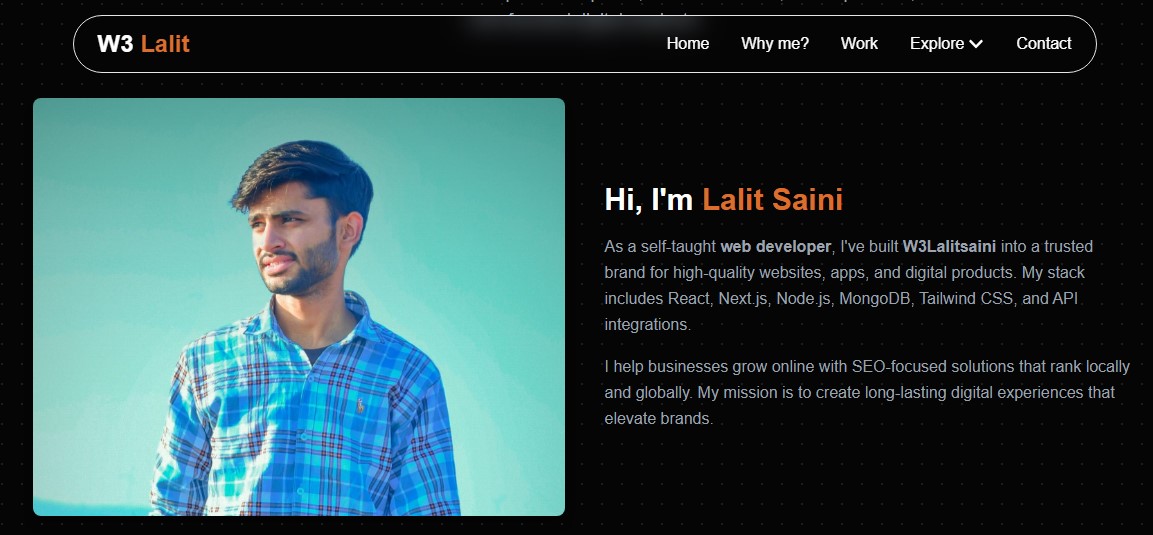 W3 Lalit
Home Why me? Work Explore Contact
Hi, I'm Lalit Saini
As a self-taught web developer, I've built W3Lalitsaini into a trusted
brand for high-quality websites, apps, and digital products. My stack
includes React, Next.js, Node.js, MongoDB, Tailwind CSS, and API
integrations.
I help businesses grow online with SEO-focused solutions that rank locally
and globally. My mission is to create long-lasting digital experiences that
elevate brands.